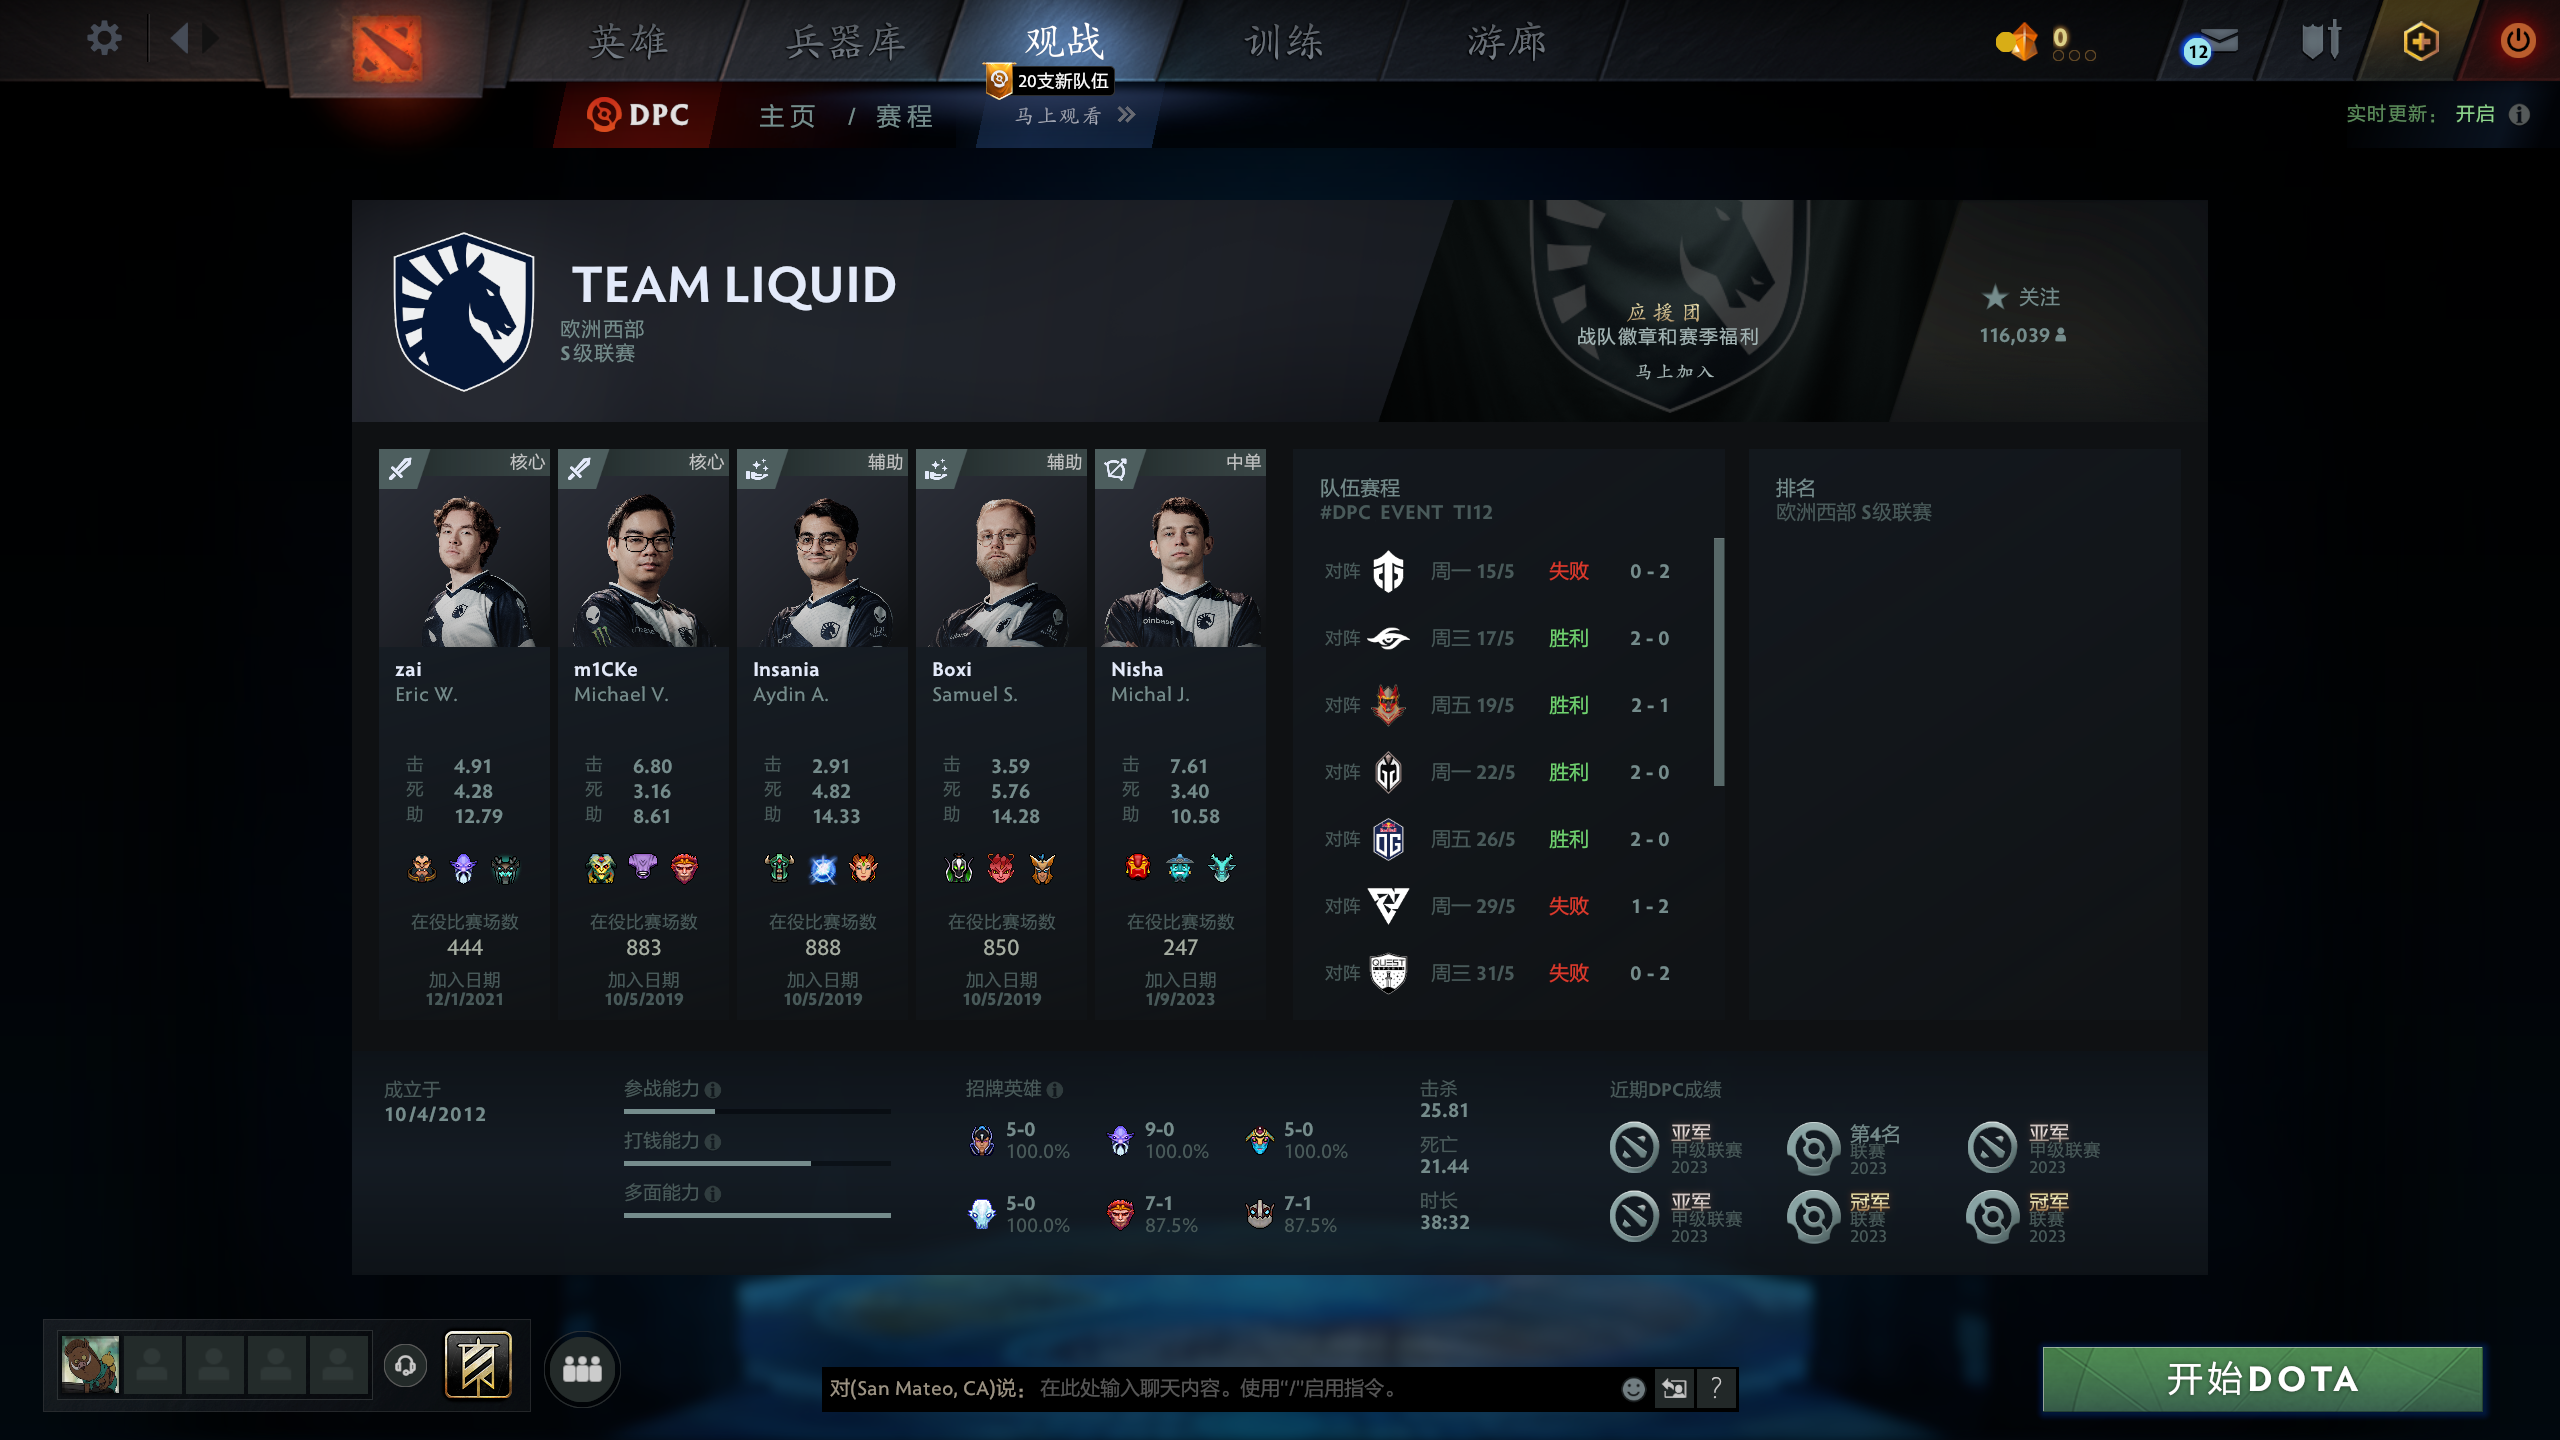 英雄
兵器库
观战
训练
游廊
0
12
20支新队伍
DPC
主页 / 赛程
马上观看
实时更新： 开启
TEAM LIQUID
欧洲西部
S级联赛
应援团
战队徽章和赛季福利
马上加入
关注
116,039
核心
zai
Eric W.
击 4.91
死 4.28
助 12.79
在役比赛场数
444
加入日期
12/1/2021
核心
m1CKe
Michael V.
击 6.80
死 3.16
助 8.61
在役比赛场数
883
加入日期
10/5/2019
辅助
Insania
Aydin A.
击 2.91
死 4.82
助 14.33
在役比赛场数
888
加入日期
10/5/2019
辅助
Boxi
Samuel S.
击 3.59
死 5.76
助 14.28
在役比赛场数
850
加入日期
10/5/2019
中单
Nisha
Michal J.
击 7.61
死 3.40
助 10.58
在役比赛场数
247
加入日期
1/9/2023
队伍赛程
#DPC EVENT TI12
对阵 周一 15/5 失败 0 - 2
对阵 周三 17/5 胜利 2 - 0
对阵 周五 19/5 胜利 2 - 1
对阵 周一 22/5 胜利 2 - 0
对阵 OG 周五 26/5 胜利 2 - 0
对阵 周一 29/5 失败 1 - 2
对阵 QUEST 周三 31/5 失败 0 - 2
排名
欧洲西部 S级联赛
成立于
10/4/2012
参战能力
打钱能力
多面能力
招牌英雄
5-0
100.0%
9-0
100.0%
5-0
100.0%
5-0
100.0%
7-1
87.5%
7-1
87.5%
击杀
25.81
死亡
21.44
时长
38:32
近期DPC成绩
亚军
甲级联赛
2023
第4名
联赛
2023
亚军
甲级联赛
2023
亚军
甲级联赛
2023
冠军
联赛
2023
冠军
联赛
2023
对(San Mateo, CA)说： 在此处输入聊天内容。使用“/”启用指令。
?
开始DOTA